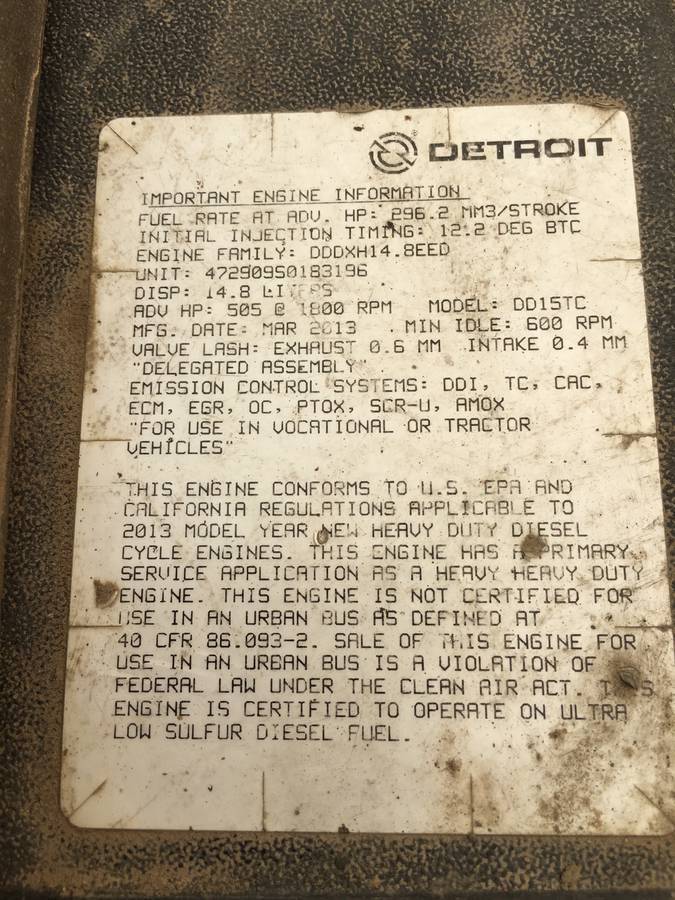 DETROIT
IMPORTANT ENGINE INFORMATION
FUEL RATE AT ADV. HP: 296.2 MM3/STROKE
INITIAL INJECTION TIMING: 12.2 DEG BTC
ENGINE FAMILY: DDDXH14.8EED
UNIT: 472909S0183196
DISP: 14.8 LITERS
ADV HP: 505 @ 1800 RPM MODEL: DD15TC
MFG. DATE: MAR 2013 . MIN IDLE: 600 RPM
VALVE LASH: EXHAUST 0.6 MM INTAKE 0.4 MM
"DELEGATED ASSEMBLY"
EMISSION CONTROL SYSTEMS: DDI, TC, CAC,
ECM, EGR, OC, PTOX, SCR-U, AMOX
"FOR USE IN VOCATIONAL OR TRACTOR
VEHICLES"
THIS ENGINE CONFORMS TO U.S. EPA AND
CALIFORNIA REGULATIONS APPLICABLE TO
2013 MODEL YEAR NEW HEAVY DUTY DIESEL
CYCLE ENGINES. THIS ENGINE HAS A PRIMARY
SERVICE APPLICATION AS A HEAVY HEAVY DUTY
ENGINE. THIS ENGINE IS NOT CERTIFIED FOR
USE IN AN URBAN BUS AS DEFINED AT
40 CFR 86.093-2. SALE OF THIS ENGINE FOR
USE IN AN URBAN BUS IS A VIOLATION OF
FEDERAL LAW UNDER THE CLEAN AIR ACT. THIS
ENGINE IS CERTIFIED TO OPERATE ON ULTRA
LOW SULFUR DIESEL FUEL.